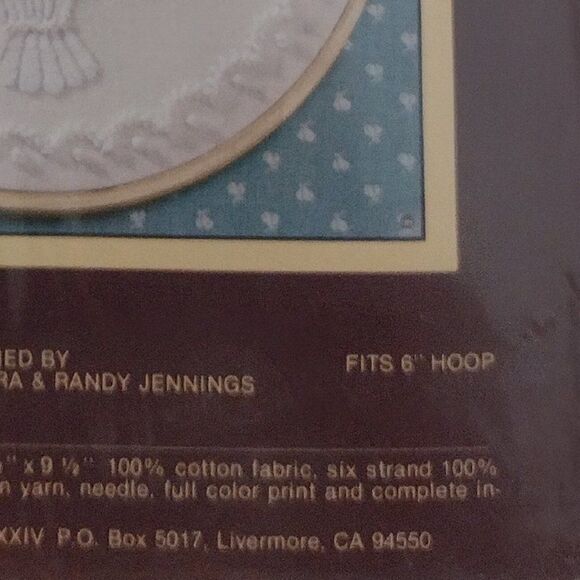 NED BY
RA & RANDY JENNINGS
FITS 6" HOOP
" x 9 ½" 100% cotton fabric, six strand 100%
n yarn, needle, full color print and complete in-
XXIV P.O. Box 5017, Livermore, CA 94550